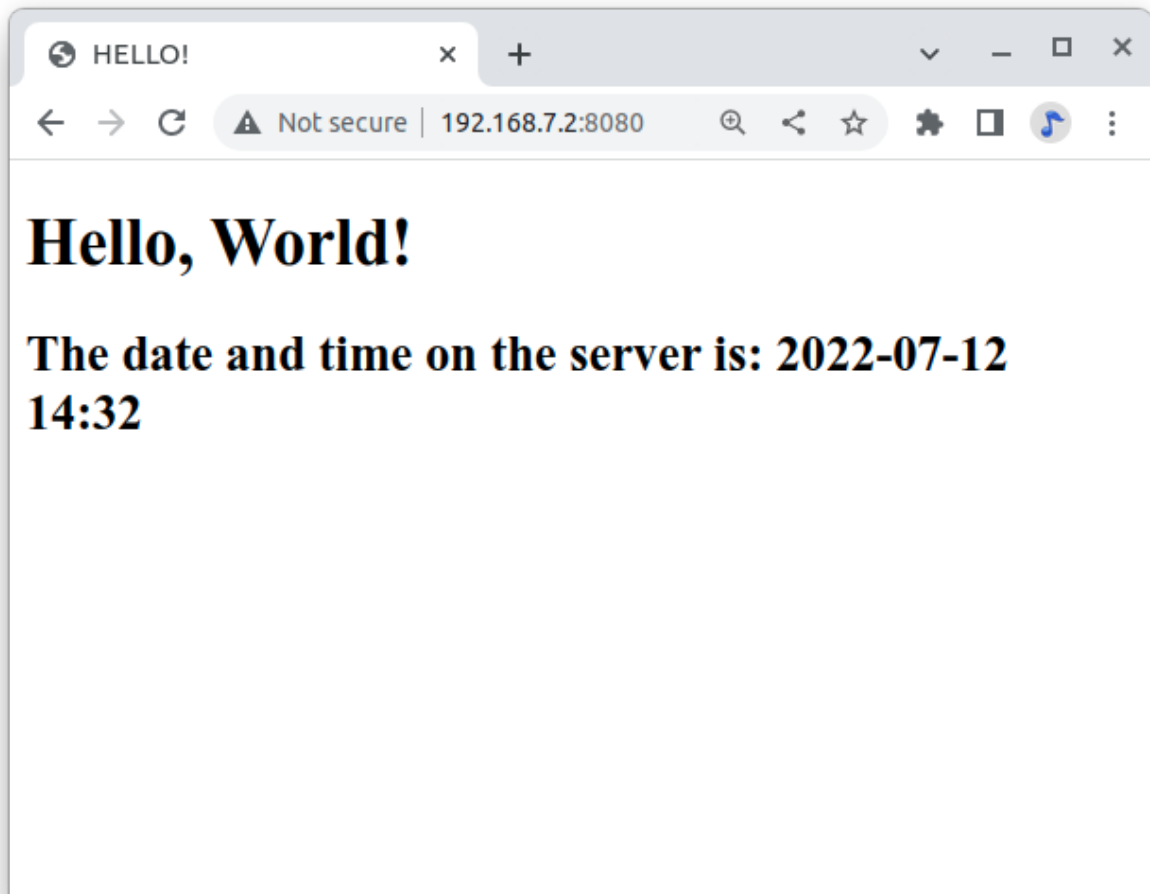 HELLO!
Not secure 192.168.7.2:8080
Hello, World!
The date and time on the server is: 2022-07-12
14:32